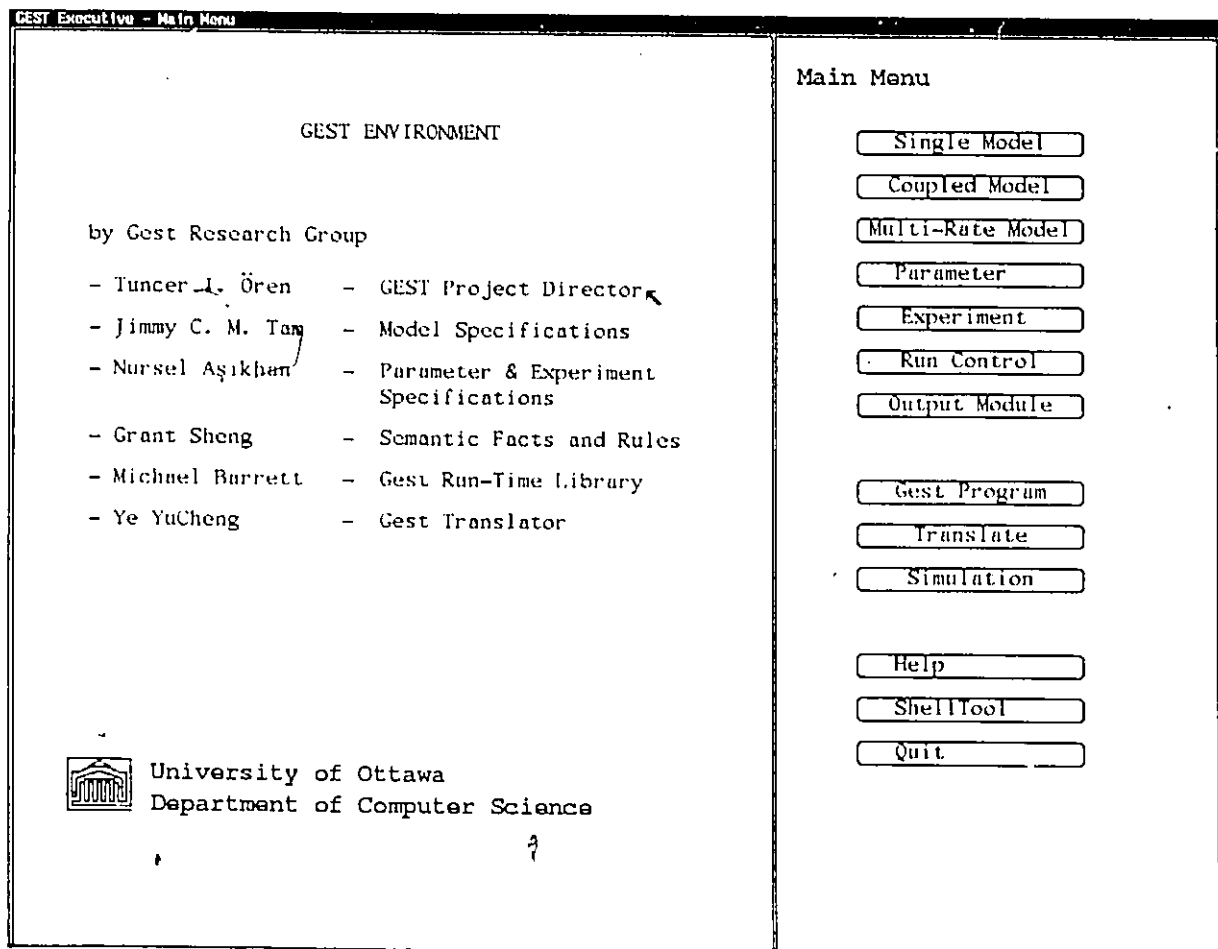 GEST Executive - Main Menu
GEST ENVIRONMENT
by Gest Research Group
- Tuncer I. Ören - GEST Project Director
- Jimmy C. M. Tam - Model Specifications
- Nursel Aşıkhan - Parameter & Experiment
Specifications
- Grant Sheng - Semantic Facts and Rules
- Michael Barrett - Gest Run-Time Library
- Ye YuCheng - Gest Translator
University of Ottawa
Department of Computer Science
Main Menu
Single Model
Coupled Model
Multi-Rate Model
Parameter
Experiment
Run Control
Output Module
Gest Program
Translate
Simulation
Help
ShellTool
Quit